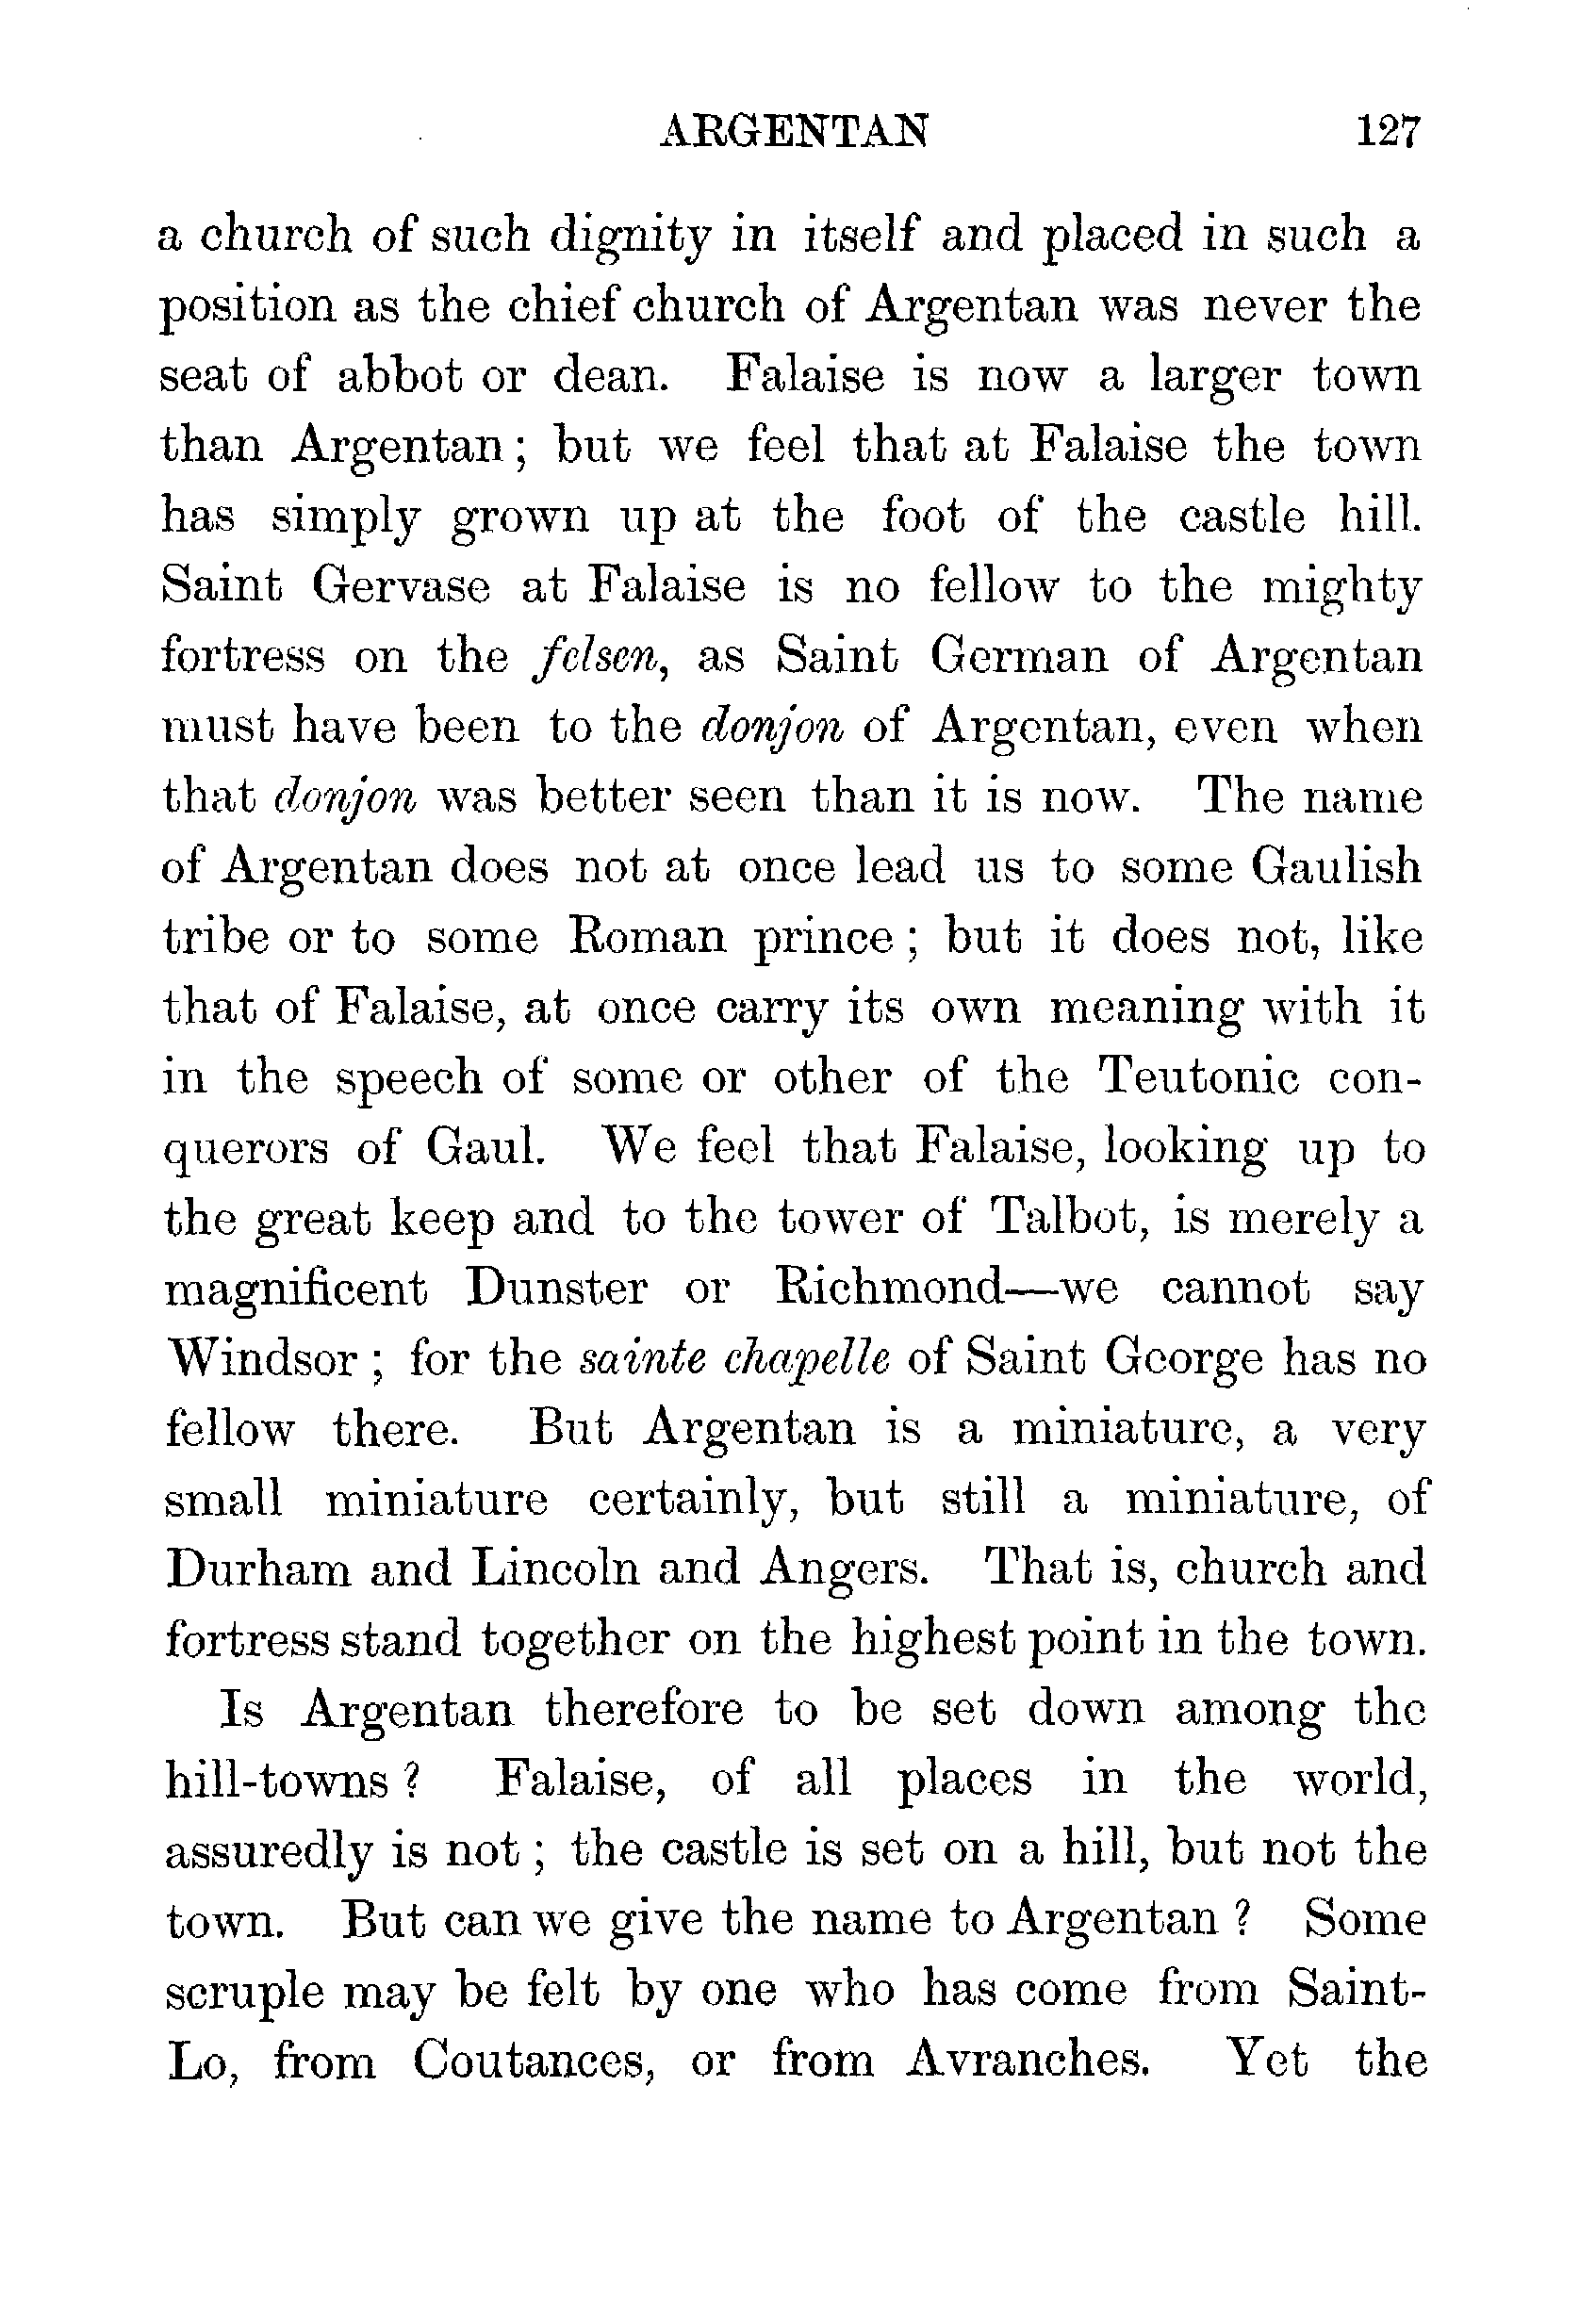 ARGENTAN 127
a church of such dignity in itself and placed in such a
position as the chief church of Argentan was never the
seat of abbot or dean. Falaise is now a larger town
than Argentan; but we feel that at Falaise the town
has simply grown up at the foot of the castle hill.
Saint Gervase at Falaise is no fellow to the mighty
fortress on the felsen, as Saint German of Argentan
must have been to the donjon of Argentan, even when
that donjon was better seen than it is now. The name
of Argentan does not at once lead us to some Gaulish
tribe or to some Roman prince; but it does not, like
that of Falaise, at once carry its own meaning with it
in the speech of some or other of the Teutonic con-
querors of Gaul. We feel that Falaise, looking up to
the great keep and to the tower of Talbot, is merely a
magnificent Dunster or Richmond—we cannot say
Windsor; for the sainte chapelle of Saint George has no
fellow there. But Argentan is a miniature, a very
small miniature certainly, but still a miniature, of
Durham and Lincoln and Angers. That is, church and
fortress stand together on the highest point in the town.
Is Argentan therefore to be set down among the
hill-towns? Falaise, of all places in the world,
assuredly is not; the castle is set on a hill, but not the
town. But can we give the name to Argentan? Some
scruple may be felt by one who has come from Saint-
Lo, from Coutances, or from Avranches. Yet the